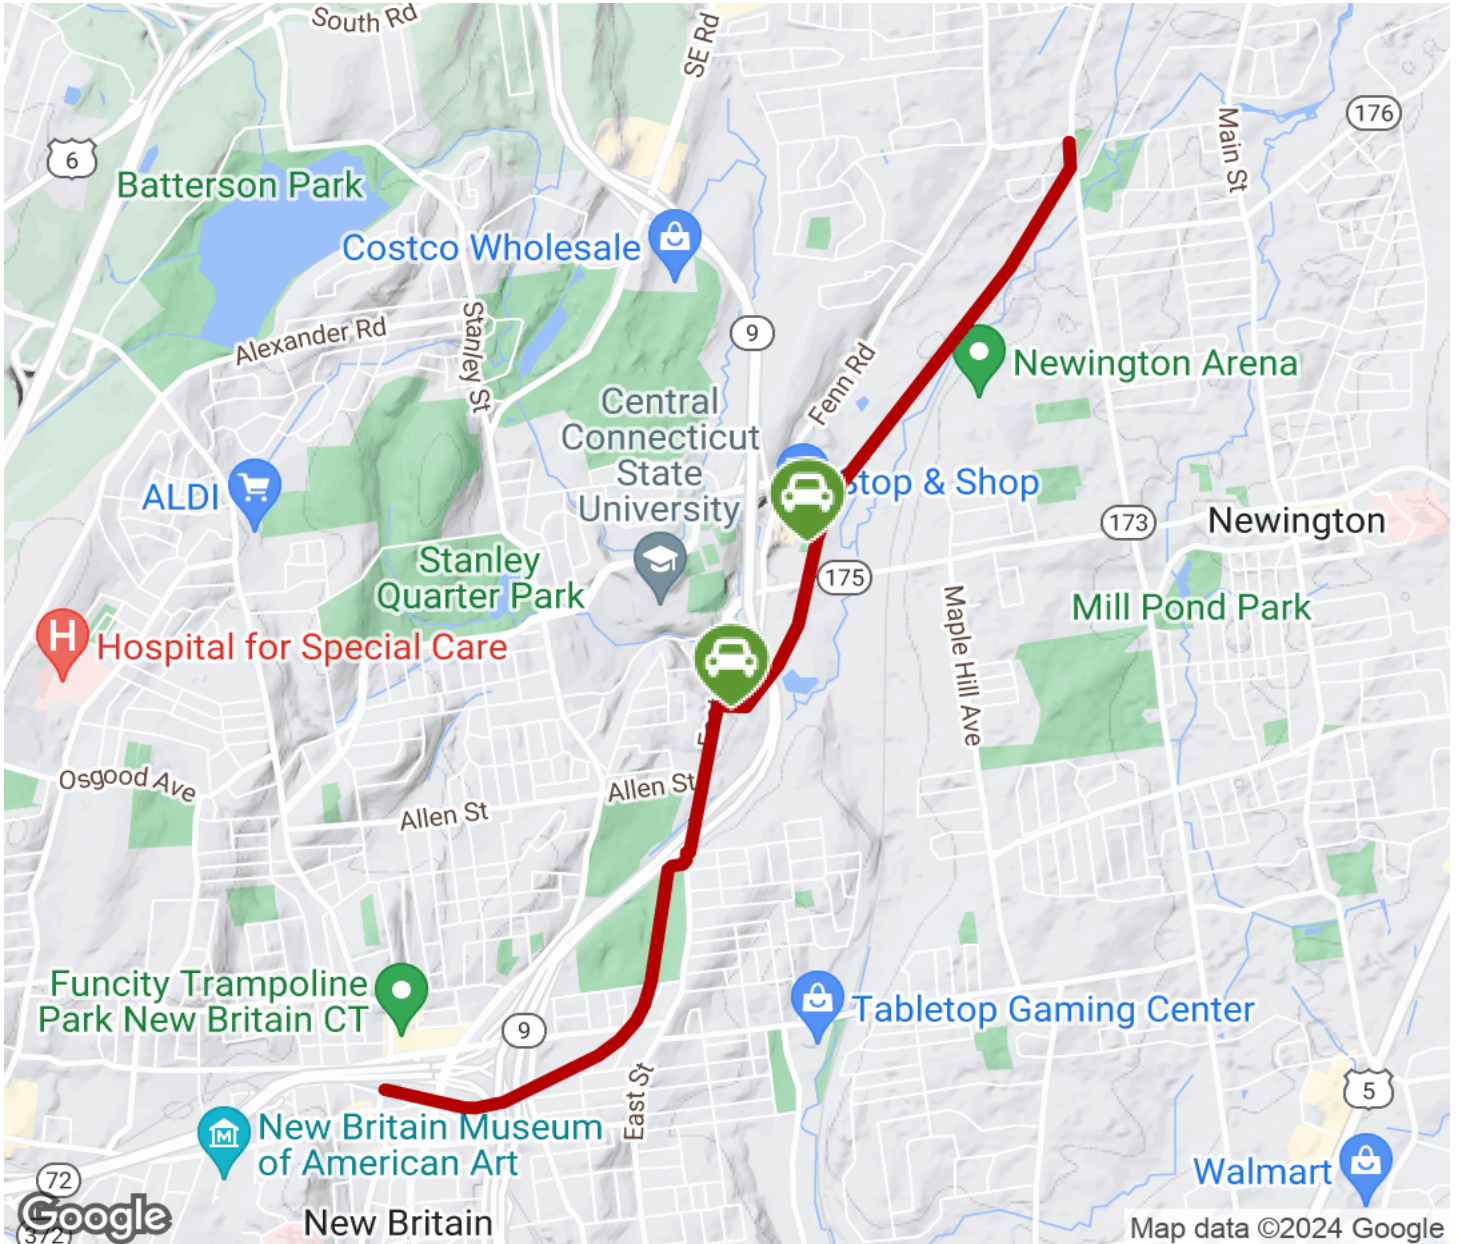 South Rd
SE Rd
176
Main St
6
Batterson Park
Costco Wholesale
9
Alexander Rd
Stanley St
Fenn Rd
Newington Arena
Central
Connecticut
State
University
ALDI
Stop & Shop
173
Newington
Stanley
Quarter Park
175
Maple Hill Ave
Mill Pond Park
Hospital for Special Care
Osgood Ave
Allen St
Allen St
Funcity Trampoline
Park New Britain CT
9
Tabletop Gaming Center
East St
5
New Britain Museum
of American Art
M
H
72
Walmart
Google
372
New Britain
Map data ©2024 Google